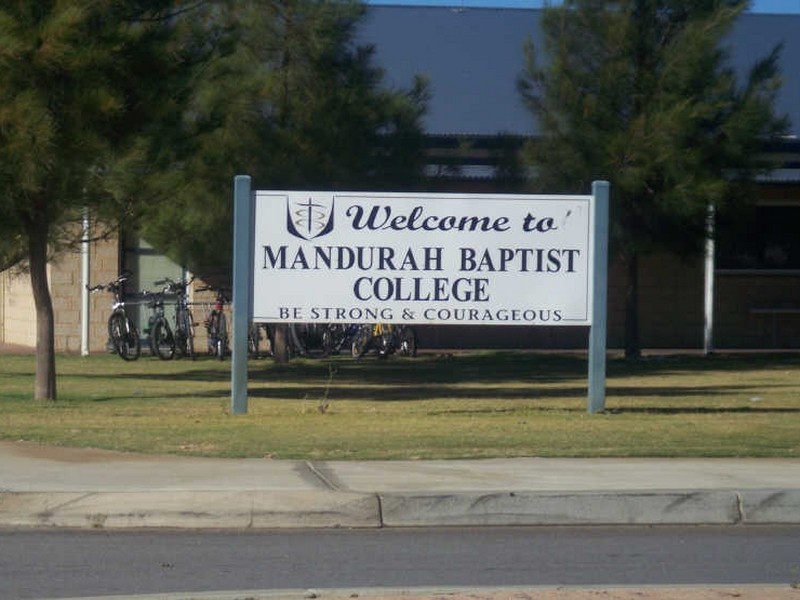 Welcome to
MANDURAH BAPTIST
COLLEGE
BE STRONG & COURAGEOUS